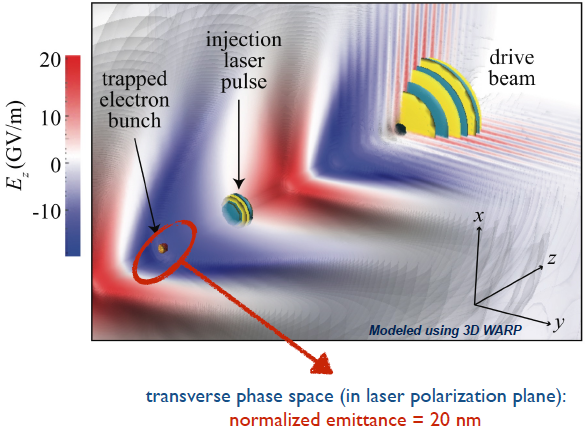 injection
laser
pulse
drive
beam
trapped
electron
bunch
20
10
0
-10
E_z (GV/m)
x
z
y
Modeled using 3D WARP
transverse phase space (in laser polarization plane):
normalized emittance = 20 nm